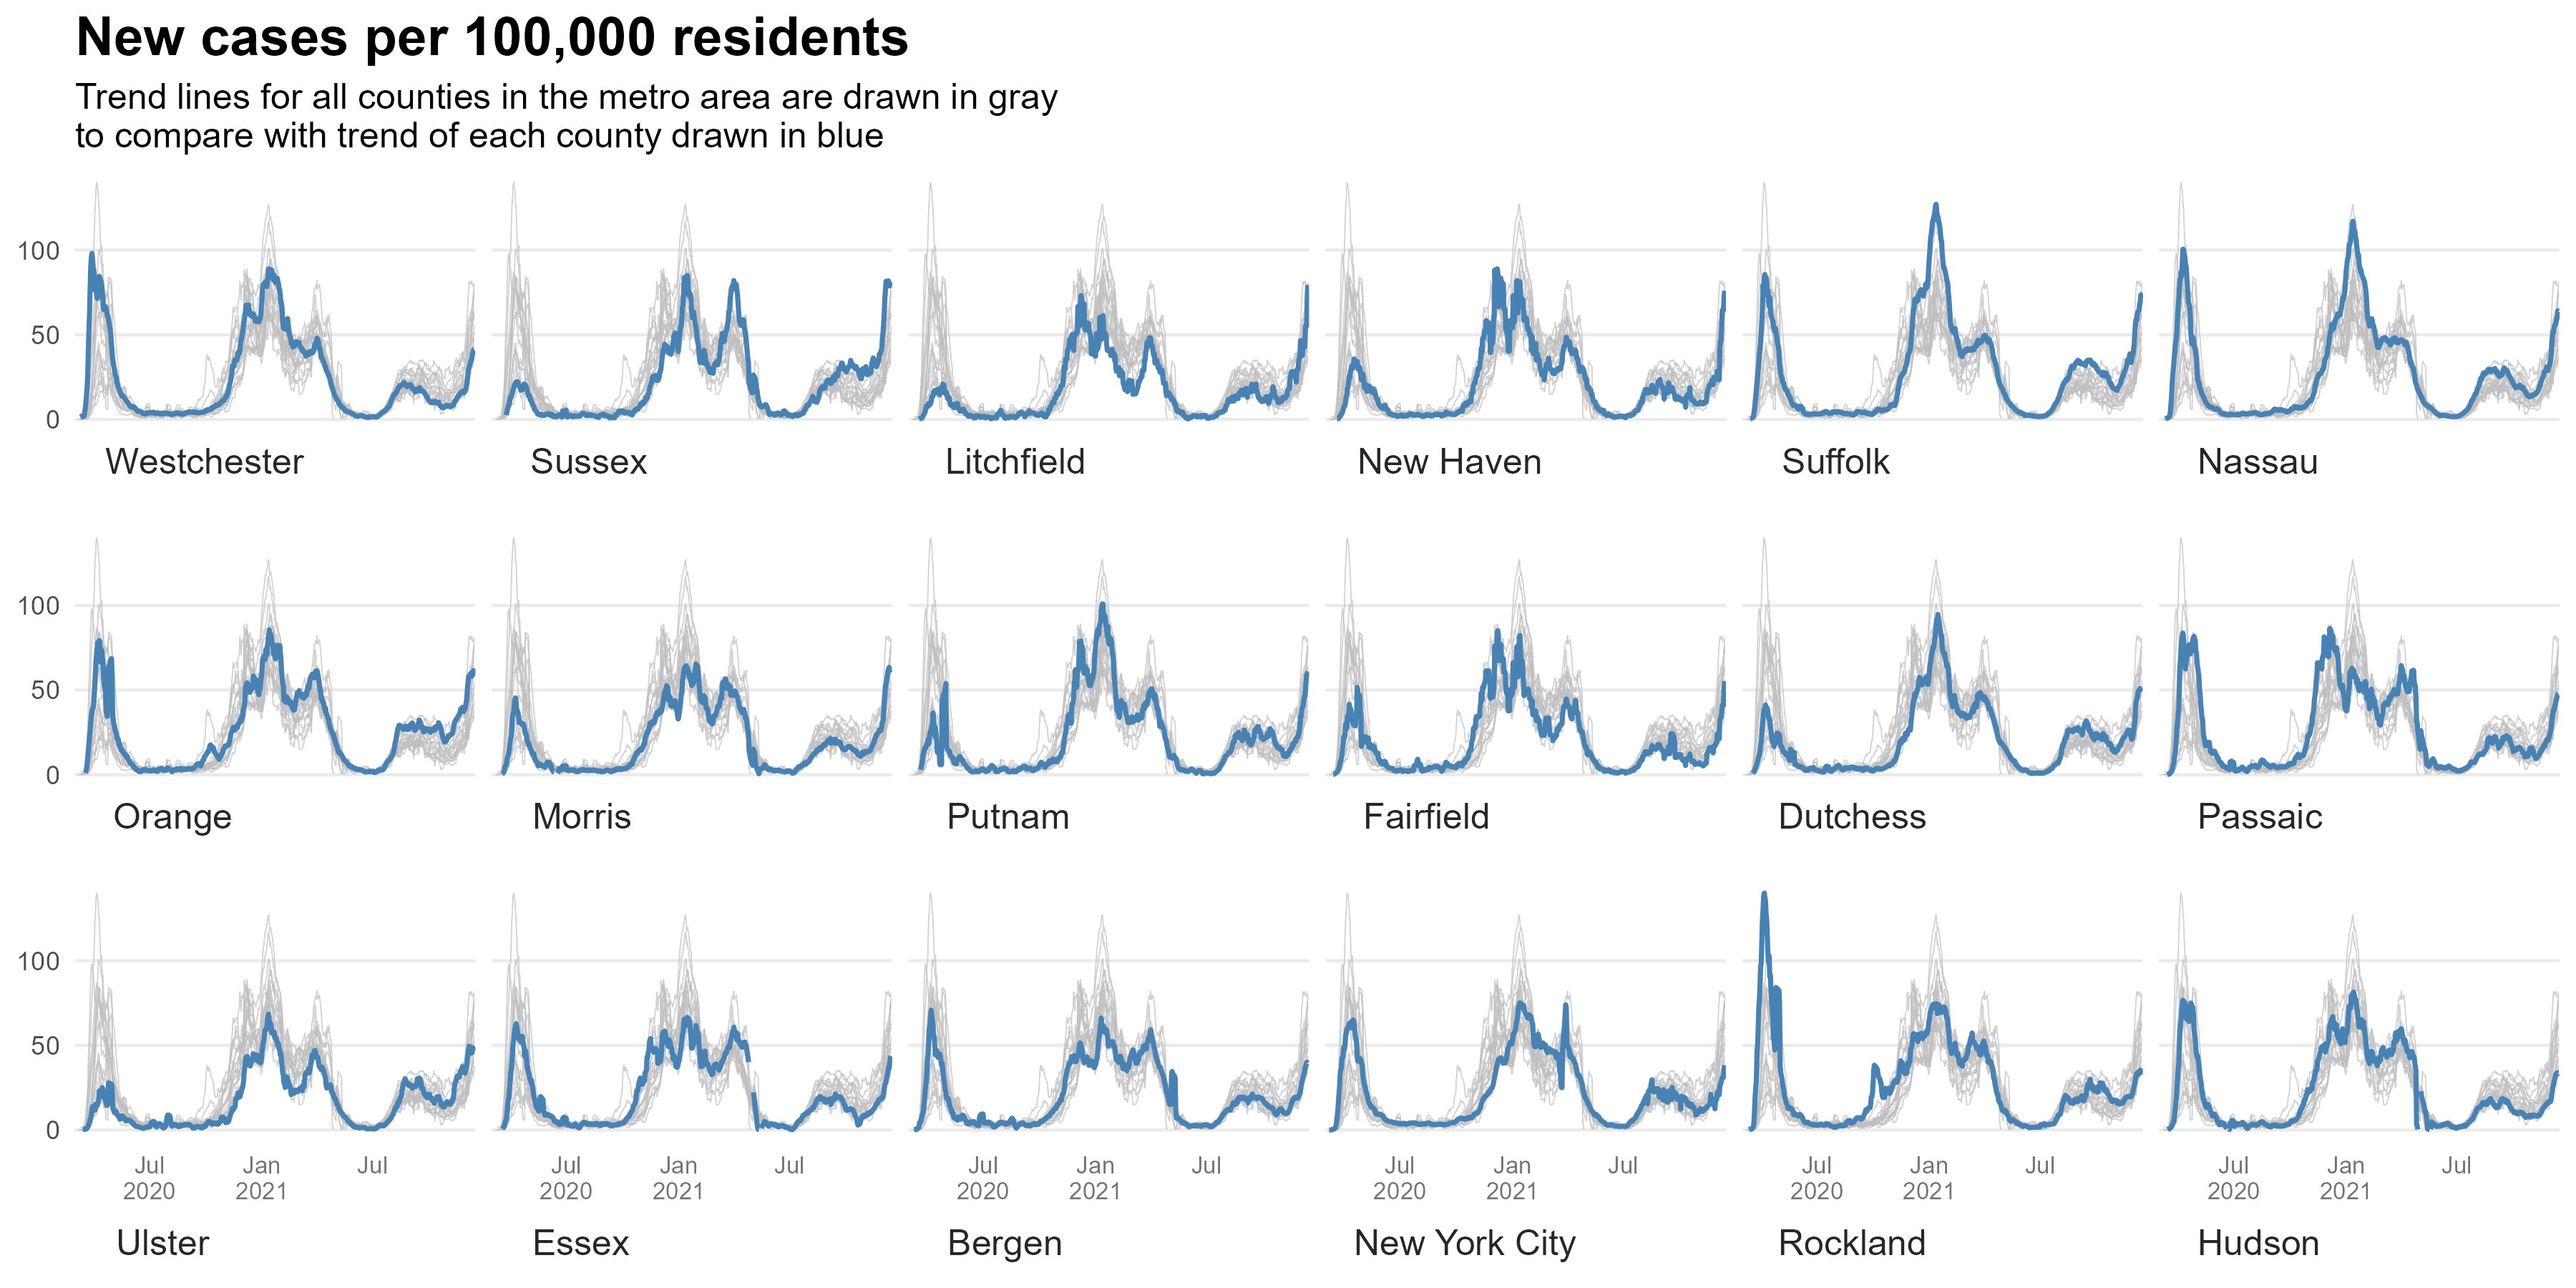 New cases per 100,000 residents
Trend lines for all counties in the metro area are drawn in gray
to compare with trend of each county drawn in blue
100
50
0
Westchester Sussex Litchfield New Haven Suffolk Nassau
100
50
0
Orange Morris Putnam Fairfield Dutchess Passaic
100
50
0
Jul Jan Jul Jul Jan Jul Jul Jan Jul Jul Jan Jul Jul Jan Jul Jul Jan Jul
2020 2021 2020 2021 2020 2021 2020 2021 2020 2021 2020 2021
Ulster Essex Bergen New York City Rockland Hudson